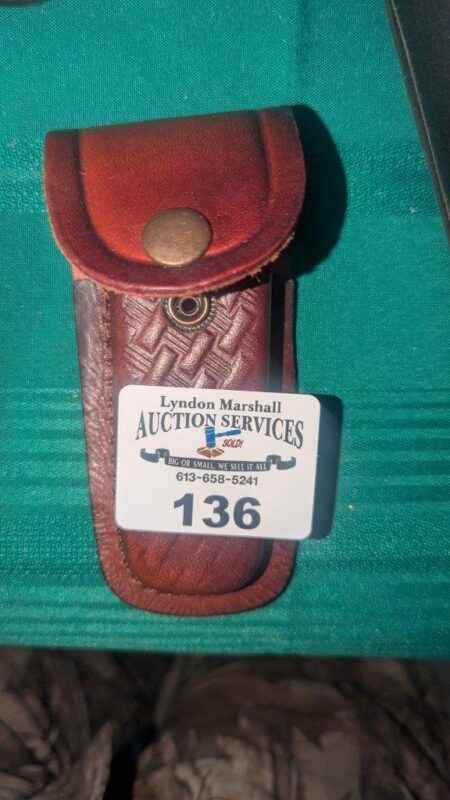 Lyndon Marshall
AUCTION SERVICES
SOLD!
BIG OR SMALL, WE SELL IT ALL
613-658-5241
136